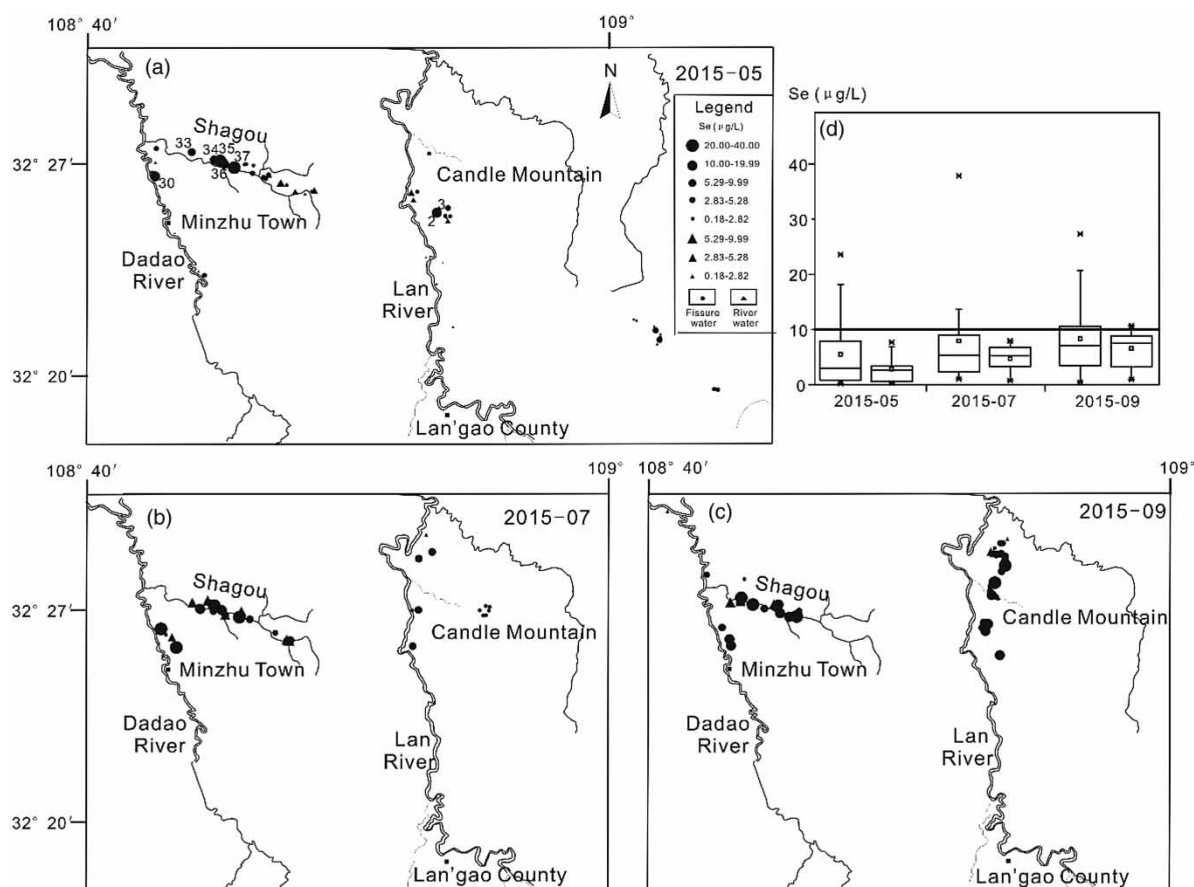 108° 40′
109°
(a)
2015-05
N
Legend
Se (μg/L)
20.00-40.00
10.00-19.99
5.29-9.99
2.83-5.28
0.18-2.82
5.29-9.99
2.83-5.28
0.18-2.82
Fissure water
River water
Shagou
33
34
35
37
36
30
32° 27′
Minzhu Town
Candle Mountain
3
2
Dadao
River
Lan
River
32° 20′
Lan'gao County
Se (μg/L)
(d)
50
40
30
20
10
0
2015-05
2015-07
2015-09
108° 40′
109°
(b)
2015-07
Shagou
32° 27′
Candle Mountain
Minzhu Town
Dadao
River
Lan
River
32° 20′
Lan'gao County
108° 40′
109°
(c)
2015-09
Shagou
Candle Mountain
Minzhu Town
Dadao
River
Lan
River
Lan'gao County